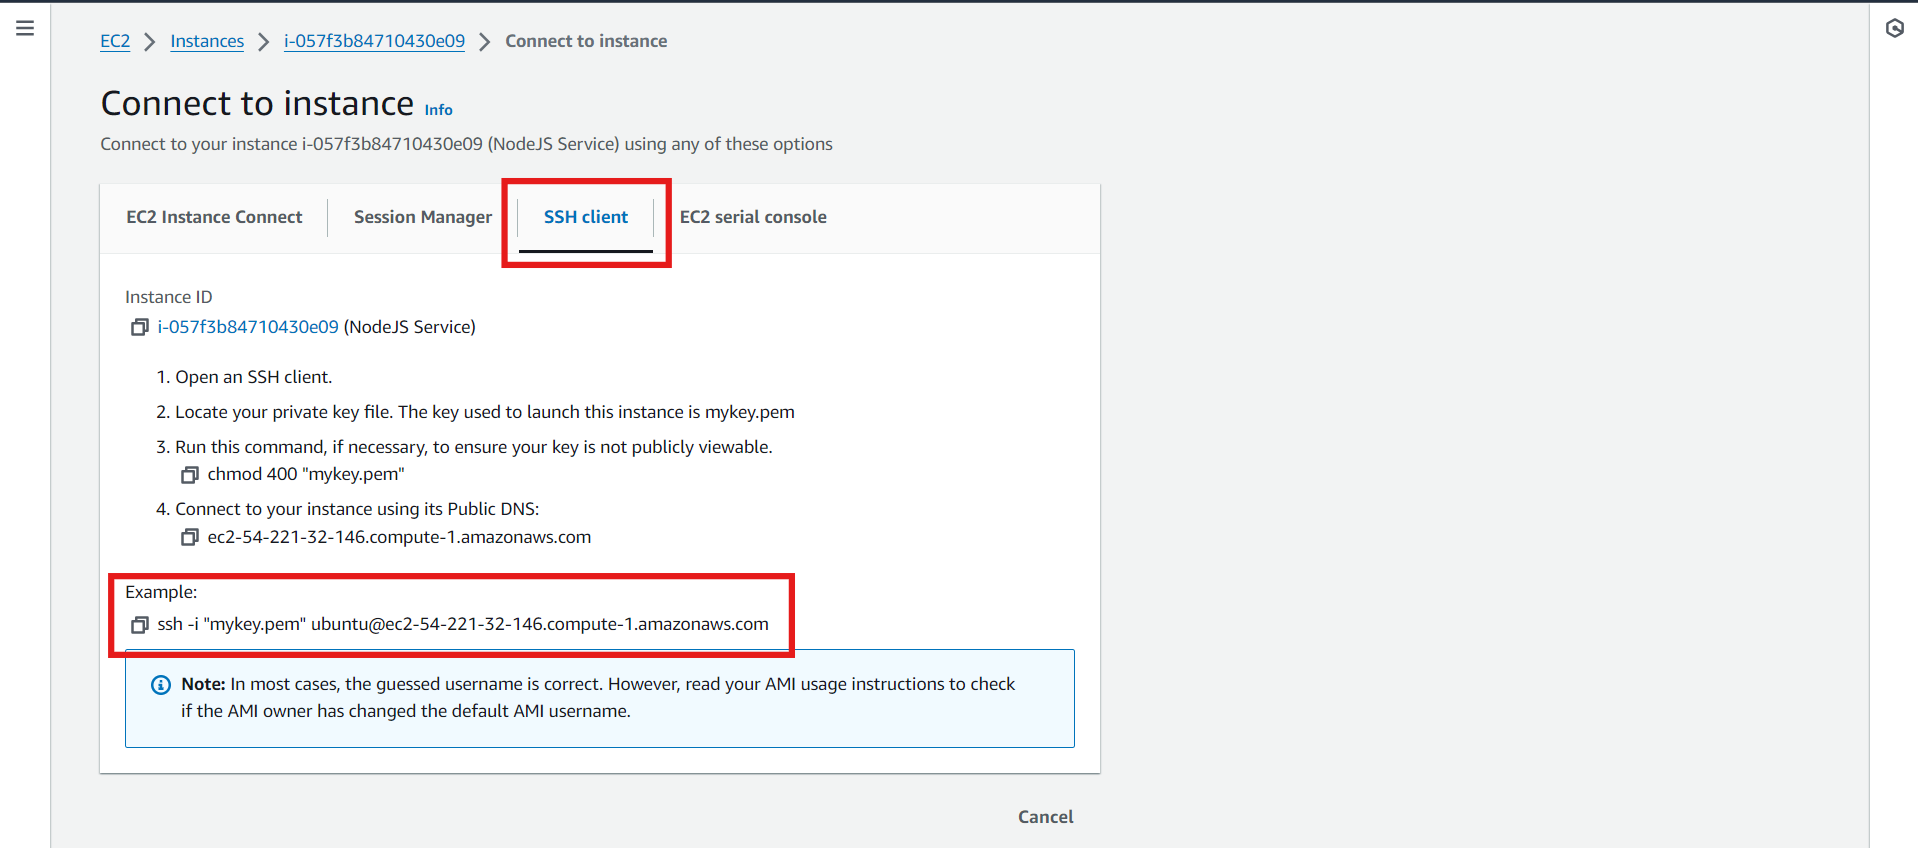 EC2 > Instances > i-057f3b84710430e09 > Connect to instance
Connect to instance Info
Connect to your instance i-057f3b84710430e09 (NodeJS Service) using any of these options
EC2 Instance Connect Session Manager SSH client EC2 serial console
Instance ID
i-057f3b84710430e09 (NodeJS Service)
1. Open an SSH client.
2. Locate your private key file. The key used to launch this instance is mykey.pem
3. Run this command, if necessary, to ensure your key is not publicly viewable.
chmod 400 "mykey.pem"
4. Connect to your instance using its Public DNS:
ec2-54-221-32-146.compute-1.amazonaws.com
Example:
ssh -i "mykey.pem" ubuntu@ec2-54-221-32-146.compute-1.amazonaws.com
Note: In most cases, the guessed username is correct. However, read your AMI usage instructions to check
if the AMI owner has changed the default AMI username.
Cancel